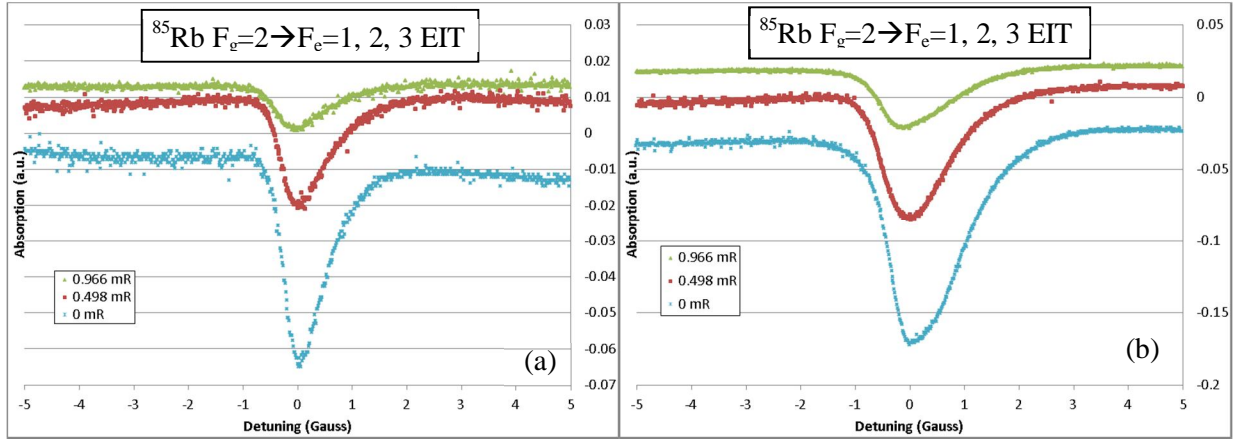 ⁸⁵Rb F_g=2→F_e=1, 2, 3 EIT
0.03
0.02
0.01
0
-0.01
-0.02
-0.03
-0.04
-0.05
-0.06
-0.07
Absorption (a.u.)
0.966 mR
0.498 mR
0 mR
(a)
-5 -4 -3 -2 -1 0 1 2 3 4 5
Detuning (Gauss)
⁸⁵Rb F_g=2→F_e=1, 2, 3 EIT
0.05
0
-0.05
-0.1
-0.15
-0.2
Absorption (a.u.)
0.966 mR
0.498 mR
0 mR
(b)
-5 -4 -3 -2 -1 0 1 2 3 4 5
Detuning (Gauss)